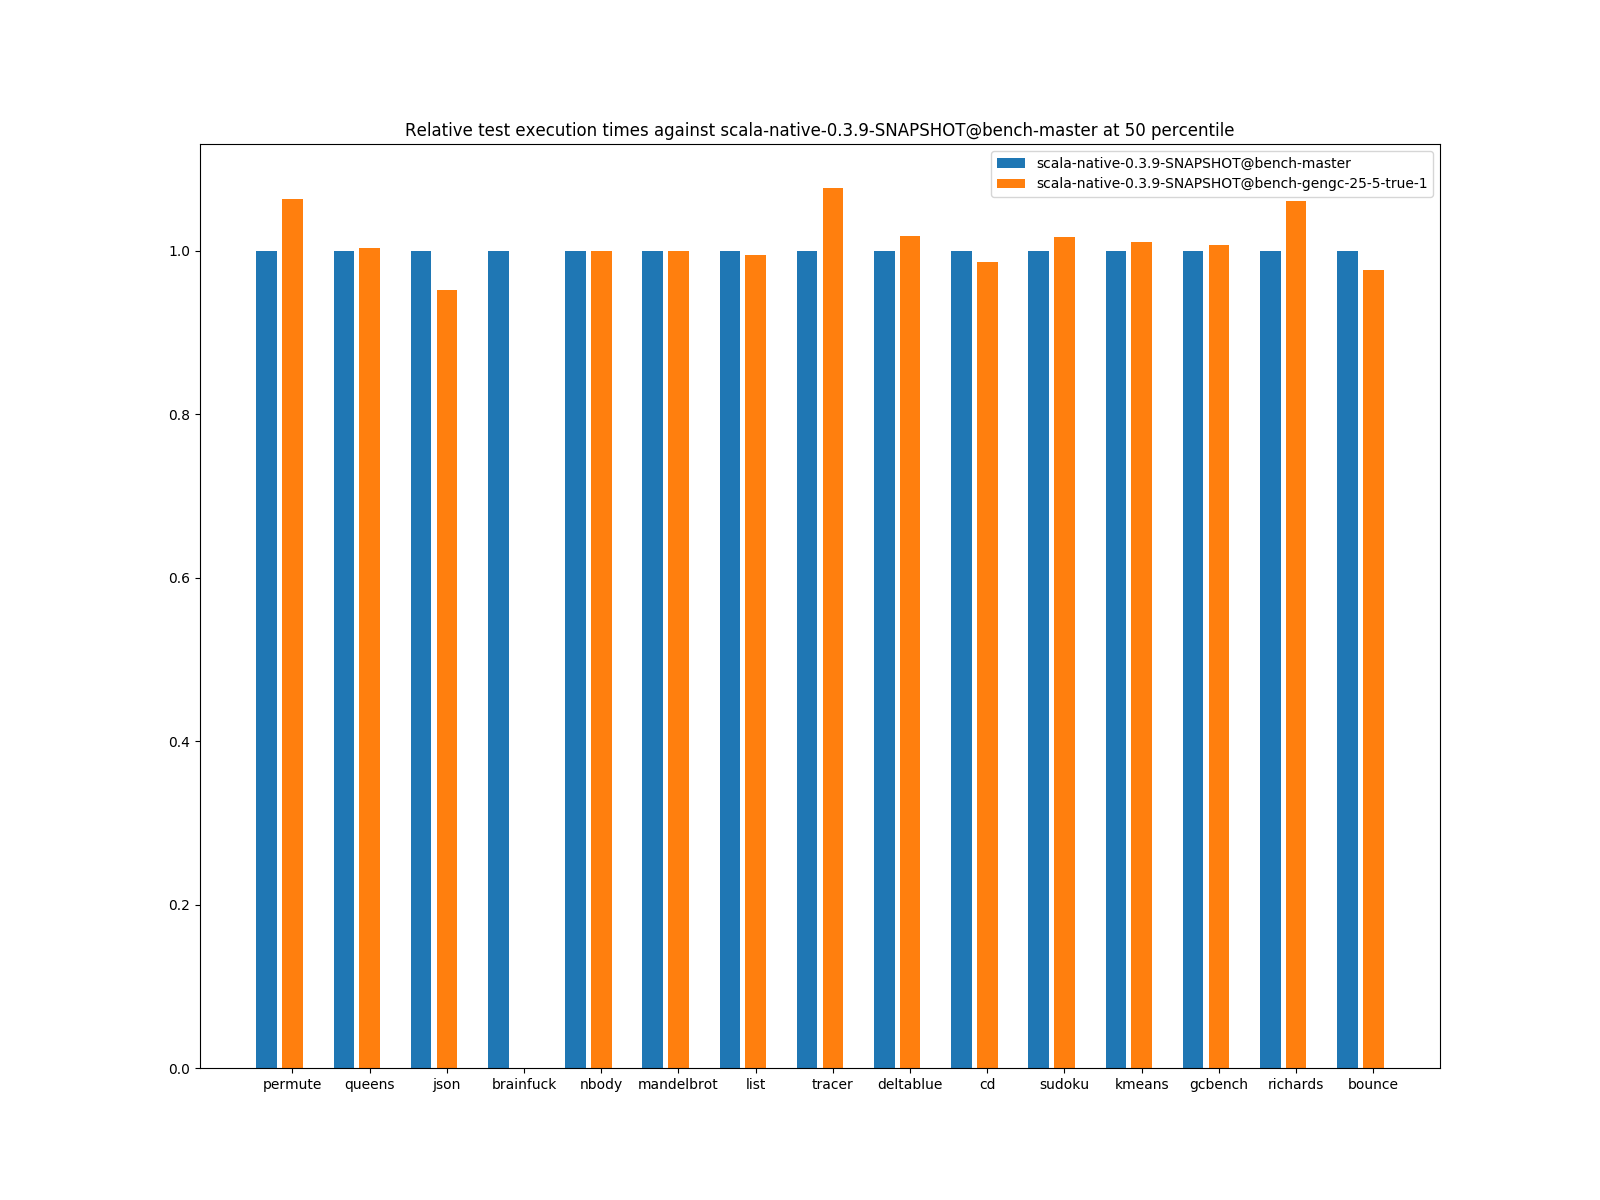 Relative test execution times against scala-native-0.3.9-SNAPSHOT@bench-master at 50 percentile
scala-native-0.3.9-SNAPSHOT@bench-master
scala-native-0.3.9-SNAPSHOT@bench-gengc-25-5-true-1
1.0
0.8
0.6
0.4
0.2
0.0
permute queens json brainfuck nbody mandelbrot list tracer deltablue cd sudoku kmeans gcbench richards bounce